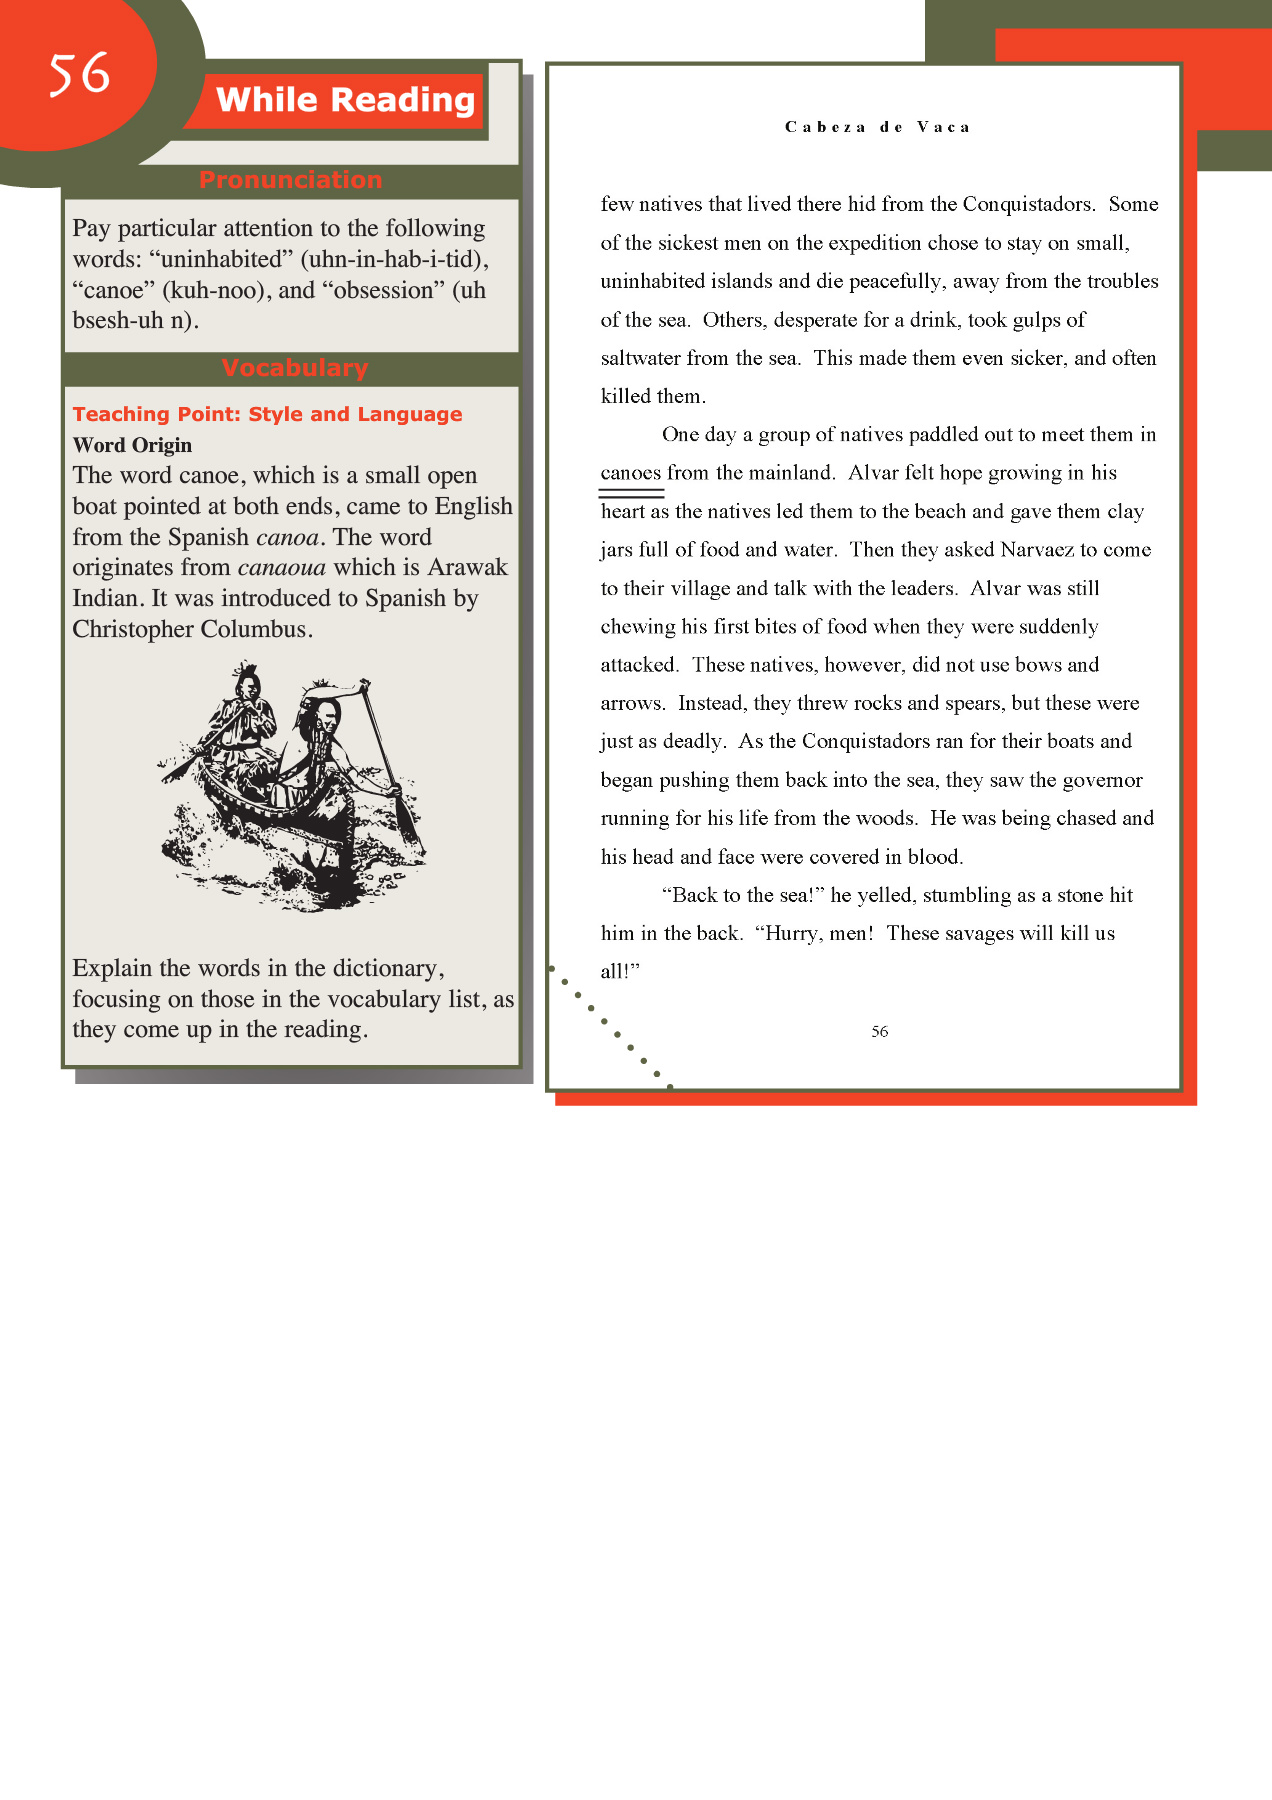 56
While Reading
Pronunciation
Pay particular attention to the following
words: “uninhabited” (uhn-in-hab-i-tid),
“canoe” (kuh-noo), and “obsession” (uh
bsesh-uh n).
Vocabulary
Teaching Point: Style and Language
Word Origin
The word canoe, which is a small open
boat pointed at both ends, came to English
from the Spanish canoa. The word
originates from canaoua which is Arawak
Indian. It was introduced to Spanish by
Christopher Columbus.
Explain the words in the dictionary,
focusing on those in the vocabulary list, as
they come up in the reading.
Cabeza de Vaca
few natives that lived there hid from the Conquistadors.  Some
of the sickest men on the expedition chose to stay on small,
uninhabited islands and die peacefully, away from the troubles
of the sea.  Others, desperate for a drink, took gulps of
saltwater from the sea.  This made them even sicker, and often
killed them.
One day a group of natives paddled out to meet them in
canoes from the mainland.  Alvar felt hope growing in his
heart as the natives led them to the beach and gave them clay
jars full of food and water.  Then they asked Narvaez to come
to their village and talk with the leaders.  Alvar was still
chewing his first bites of food when they were suddenly
attacked.  These natives, however, did not use bows and
arrows.  Instead, they threw rocks and spears, but these were
just as deadly.  As the Conquistadors ran for their boats and
began pushing them back into the sea, they saw the governor
running for his life from the woods.  He was being chased and
his head and face were covered in blood.
“Back to the sea!” he yelled, stumbling as a stone hit
him in the back.  “Hurry, men!  These savages will kill us
all!”
56